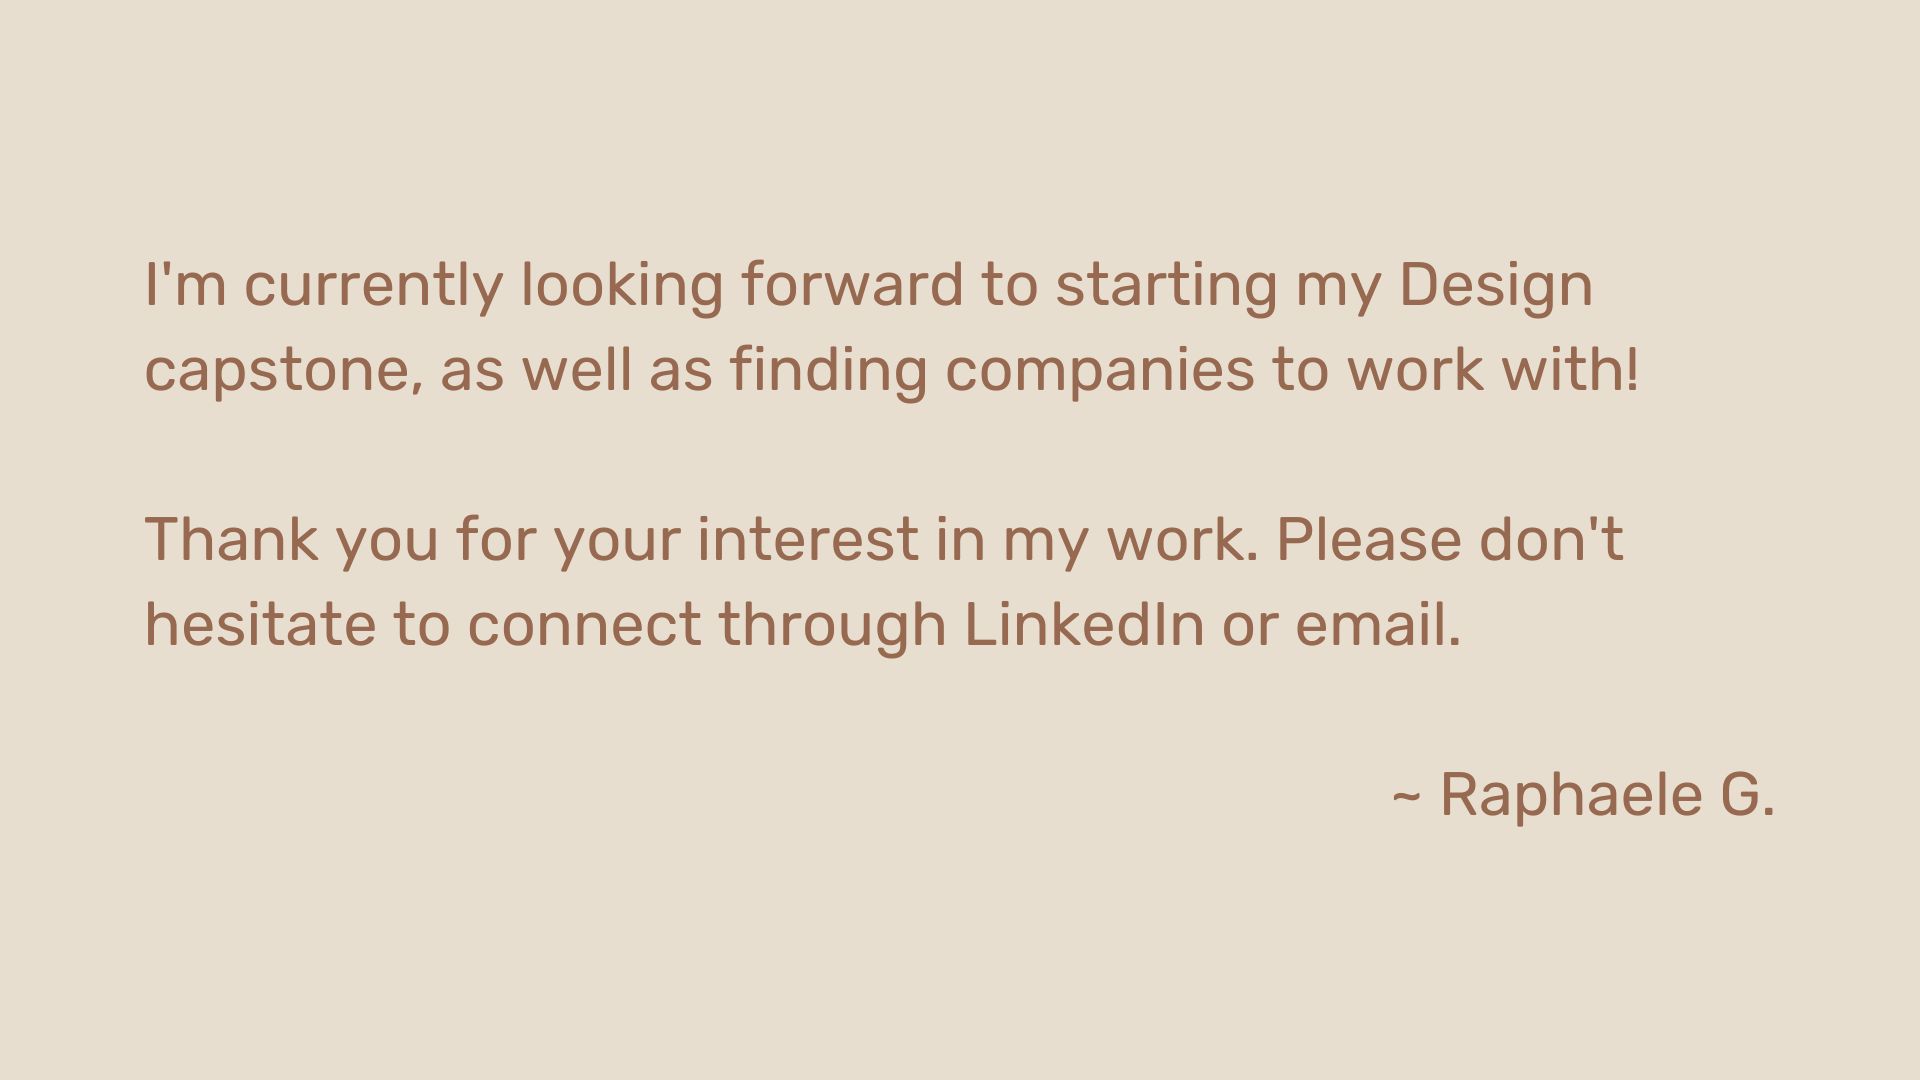 I'm currently looking forward to starting my Design
capstone, as well as finding companies to work with!
Thank you for your interest in my work. Please don't
hesitate to connect through LinkedIn or email.
~ Raphaele G.